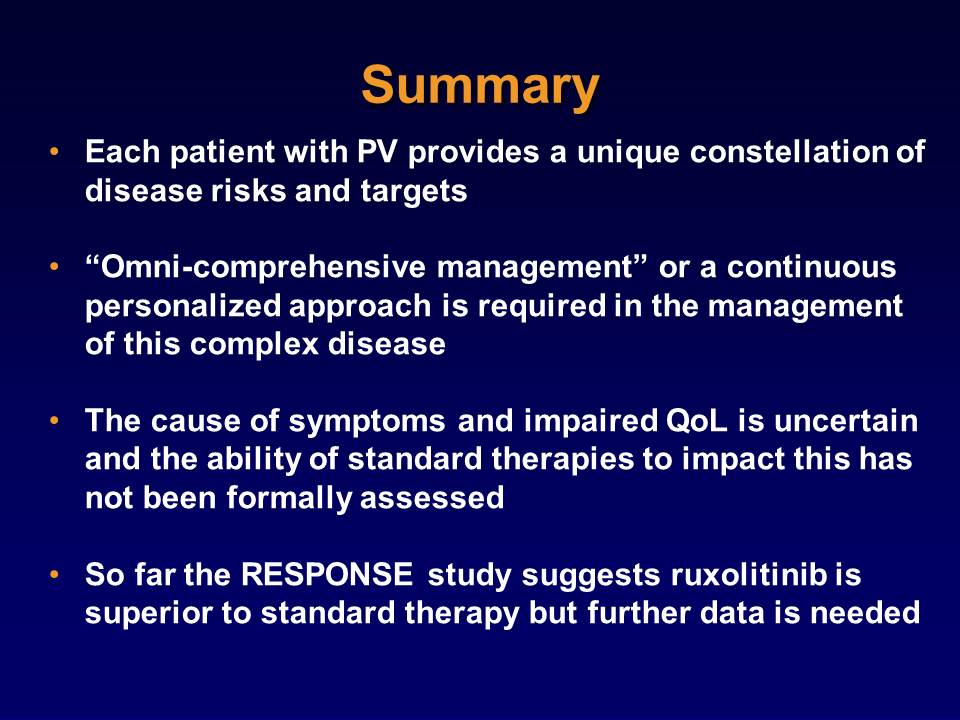 Summary
• Each patient with PV provides a unique constellation of
disease risks and targets
• “Omni-comprehensive management” or a continuous
personalized approach is required in the management
of this complex disease
• The cause of symptoms and impaired QoL is uncertain
and the ability of standard therapies to impact this has
not been formally assessed
• So far the RESPONSE study suggests ruxolitinib is
superior to standard therapy but further data is needed